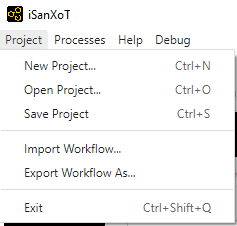 iSanXoT
Project Processes Help Debug
New Project... Ctrl+N
Open Project... Ctrl+O
Save Project Ctrl+S
Import Workflow...
Export Workflow As...
Exit Ctrl+Shift+Q